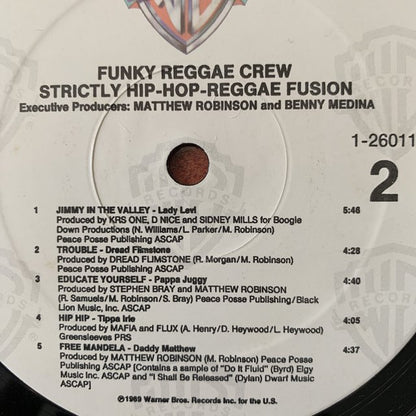 FUNKY REGGAE CREW
STRICTLY HIP-HOP-REGGAE FUSION
Executive Producers: MATTHEW ROBINSON and BENNY MEDINA
1-26011
2
1 JIMMY IN THE VALLEY - Lady Levi 5:46
Produced by KRS ONE, D NICE and SIDNEY MILLS for Boogie
Down Productions (N. Williams/L. Parker/M. Robinson)
Peace Posse Publishing ASCAP
2 TROUBLE - Dread Flimstone 4:28
Produced by DREAD FLIMSTONE (R. Morgan/M. Robinson)
Peace Posse Publishing ASCAP
3 EDUCATE YOURSELF - Pappa Juggy 4:40
Produced by STEPHEN BRAY and MATTHEW ROBINSON
(R. Samuels/M. Robinson/S. Bray) Peace Posse Publishing/Black
Lion Music, Inc. ASCAP
4 HIP HIP - Tippa Irie 4:05
Produced by MAFIA and FLUX (A. Henry/D. Heywood/L. Heywood)
Greensleeves PRS
5 FREE MANDELA - Daddy Matthew 4:37
Produced by MATTHEW ROBINSON (M. Robinson) Peace Posse
Publishing ASCAP [Contains a sample of "Do It Fluid" (Byrd) Elgy
Music Inc. ASCAP and "I Shall Be Released" (Dylan) Dwarf Music
ASCAP]
℗1989 Warner Bros. Records Inc. for the U.S.